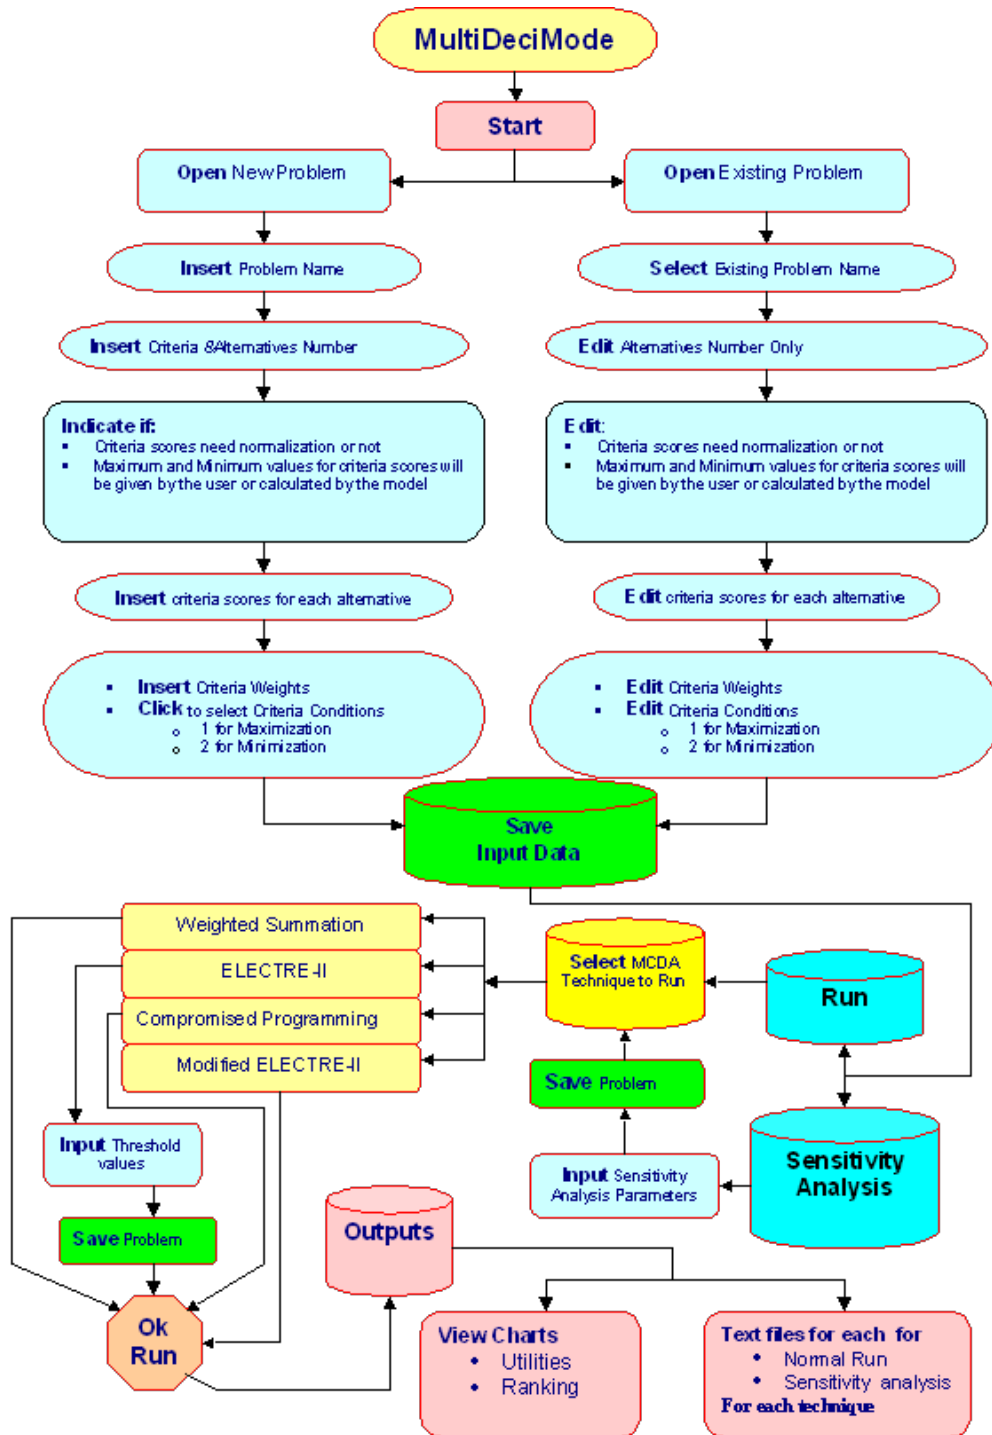 MultiDeciMode
Start
Open New Problem
Open Existing Problem
Insert Problem Name
Select Existing Problem Name
Insert Criteria &Alternatives Number
Edit Alternatives Number Only
Indicate if:
▪ Criteria scores need normalization or not
▪ Maximum and Minimum values for criteria scores will
be given by the user or calculated by the model
Edit:
▪ Criteria scores need normalization or not
▪ Maximum and Minimum values for criteria scores will
be given by the user or calculated by the model
Insert criteria scores for each alternative
Edit criteria scores for each alternative
▪ Insert Criteria Weights
▪ Click to select Criteria Conditions
o 1 for Maximization
o 2 for Minimization
▪ Edit Criteria Weights
▪ Edit Criteria Conditions
o 1 for Maximization
o 2 for Minimization
Save
Input Data
Weighted Summation
ELECTRE-II
Compromised Programming
Modified ELECTRE-II
Select MCDA
Technique to Run
Run
Save Problem
Input Threshold
values
Input Sensitivity
Analysis Parameters
Sensitivity
Analysis
Save Problem
Outputs
Ok
Run
View Charts
• Utilities
• Ranking
Text files for each for
• Normal Run
• Sensitivity analysis
For each technique